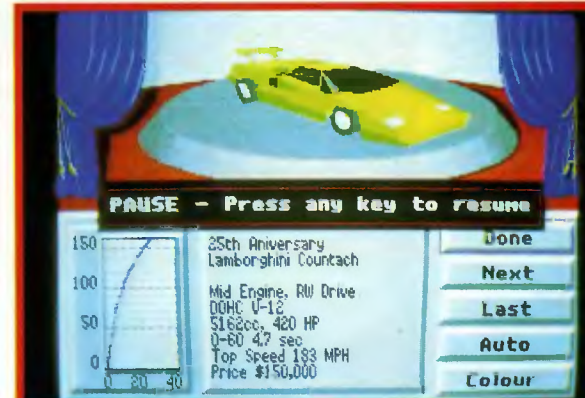 PAUSE - Press any key to resume
150
100
50
0
0 20 40
25th Aniversary
Lamborghini Countach
Mid Engine, RW Drive
DOHC V-12
5162cc, 420 HP
0-60 4.7 sec
Top Speed 183 MPH
Price $150,000
Done
Next
Last
Auto
Colour